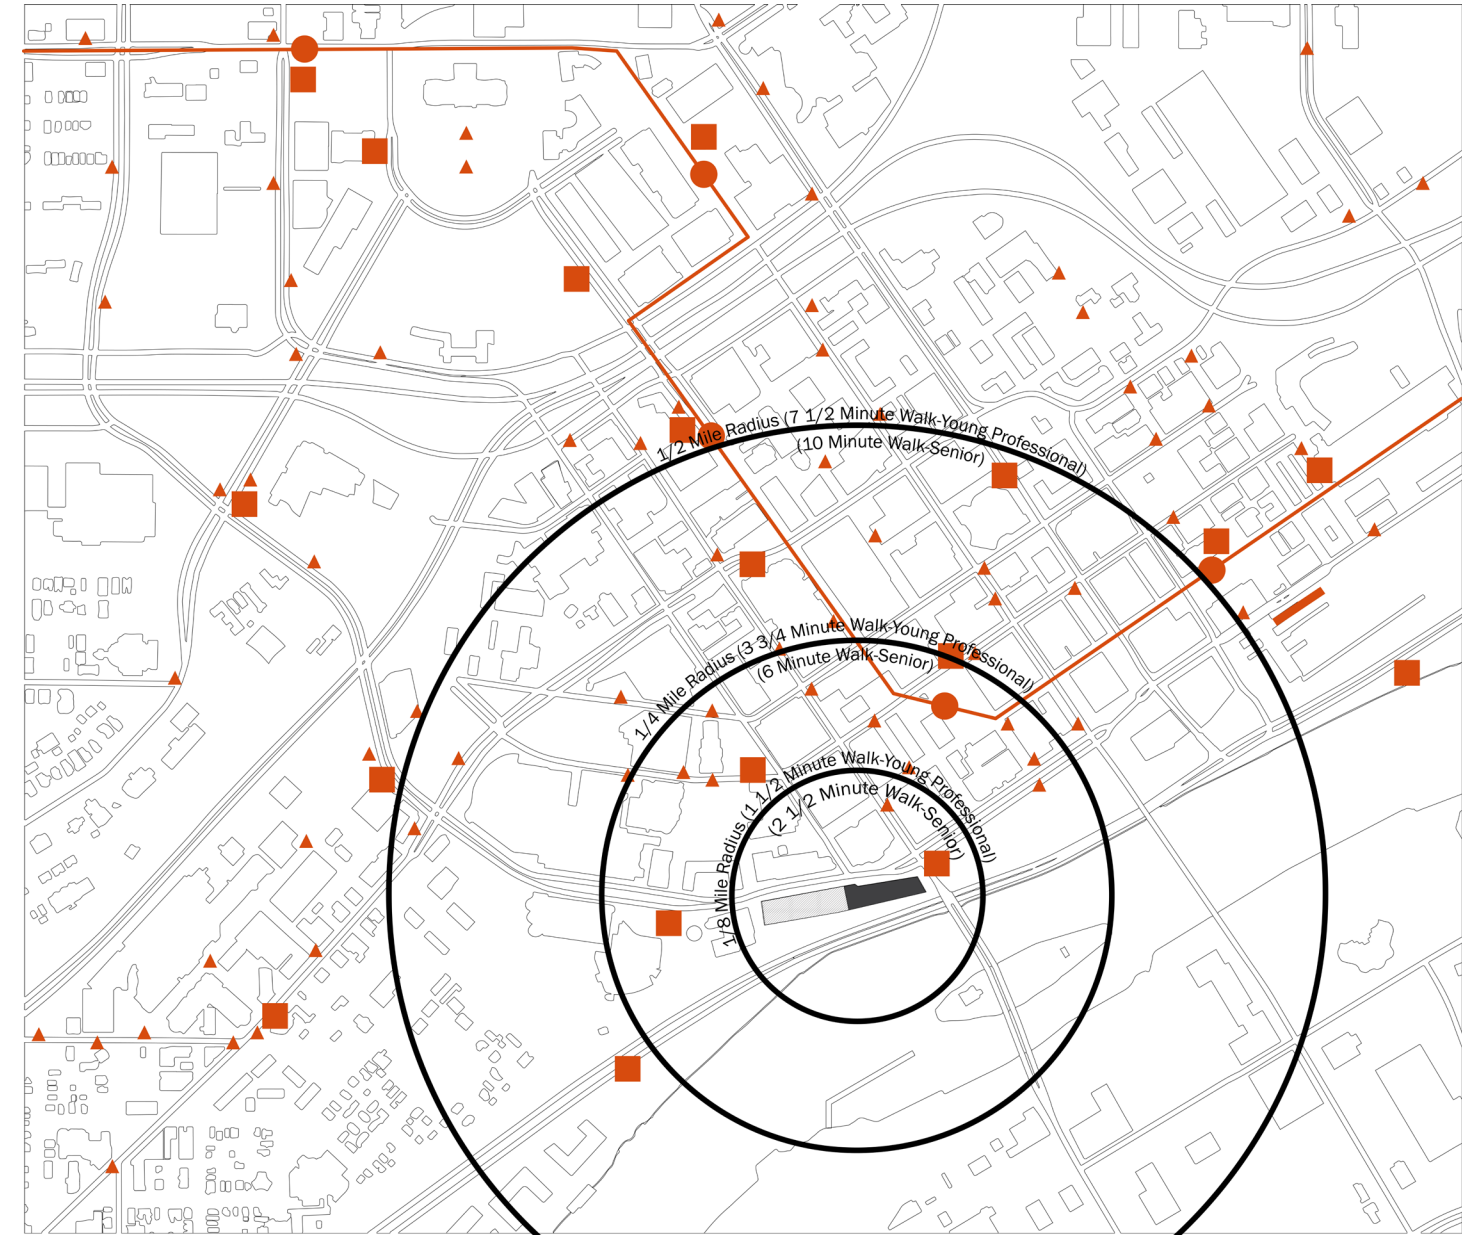 1/2 Mile Radius (7 1/2 Minute Walk-Young Professional)
(10 Minute Walk-Senior)
1/4 Mile Radius (3 3/4 Minute Walk-Young Professional)
(6 Minute Walk-Senior)
1/8 Mile Radius (1 1/2 Minute Walk-Young Professional)
(2 1/2 Minute Walk-Senior)